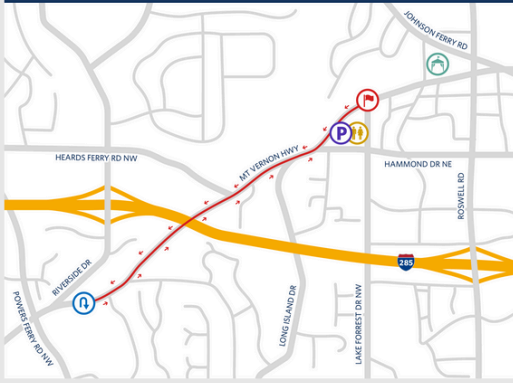 JOHNSON FERRY RD
P
HEARDS FERRY RD NW
MT VERNON HWY
HAMMOND DR NE
ROSWELL RD
285
RIVERSIDE DR
POWERS FERRY RD NW
LONG ISLAND DR
LAKE FORREST DR NW